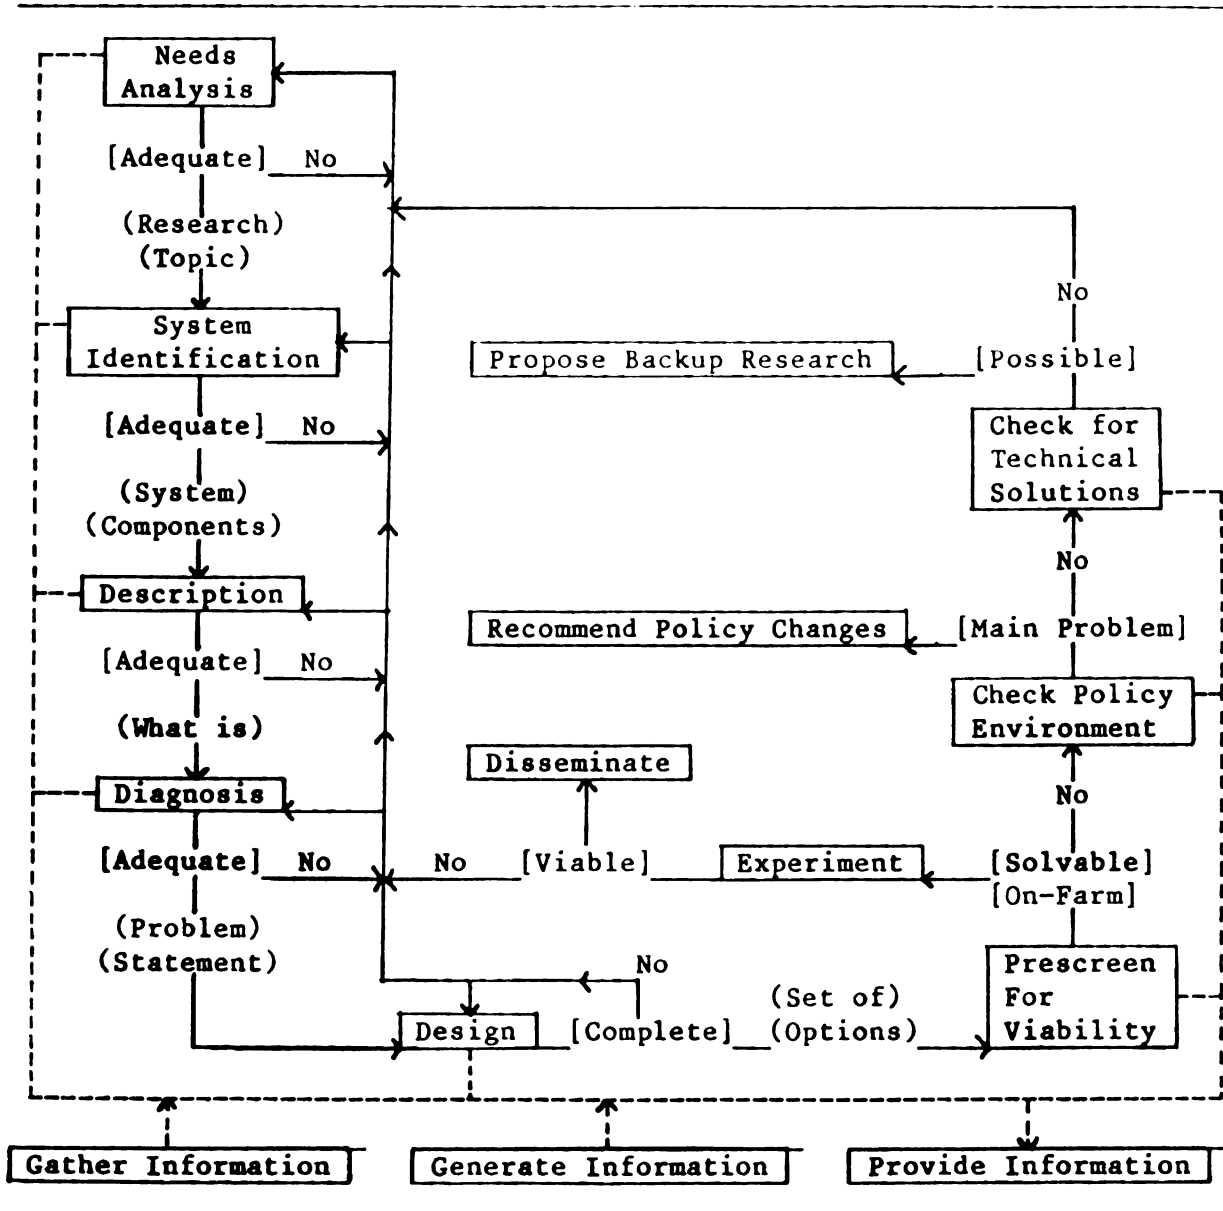 Needs
Analysis
[Adequate] No
(Research)
(Topic)
System
Identification
[Adequate] No
(System)
(Components)
Description
[Adequate] No
(What is)
Diagnosis
[Adequate] No
(Problem)
(Statement)
Design
[Complete]
No
(Set of)
(Options)
Prescreen
For
Viability
[Solvable]
[On-Farm]
Experiment
[Viable]
No
Disseminate
No
Check Policy
Environment
[Main Problem]
Recommend Policy Changes
No
Check for
Technical
Solutions
[Possible]
Propose Backup Research
No
Gather Information
Generate Information
Provide Information